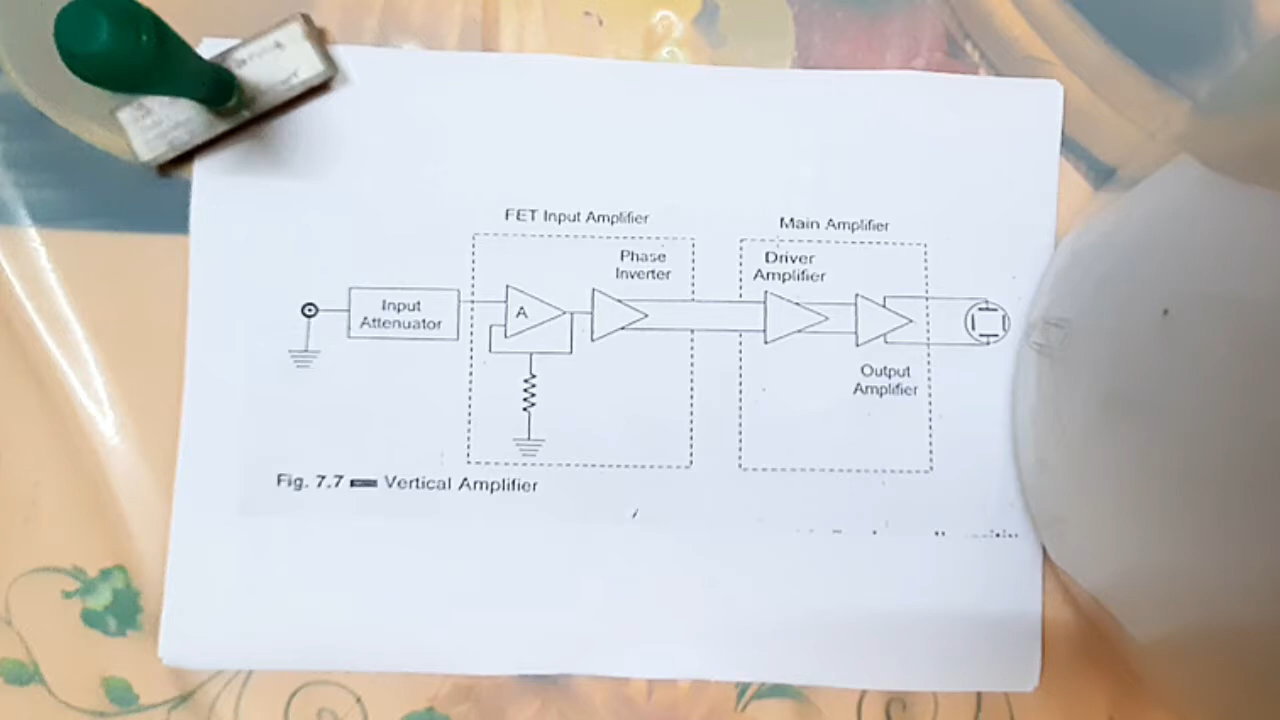 FET Input Amplifier
Main Amplifier
Phase
Inverter
Driver
Amplifier
Input
Attenuator
A
Output
Amplifier
Fig. 7.7 Vertical Amplifier